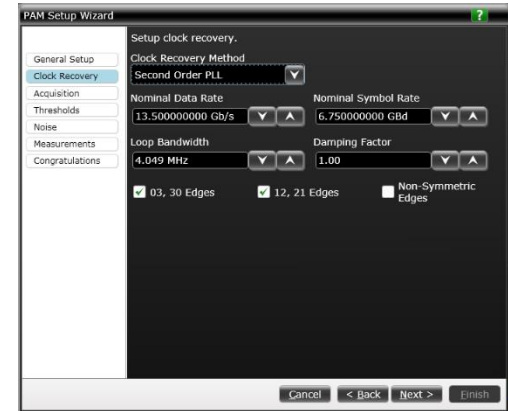 PAM Setup Wizard
?
Setup clock recovery.
General Setup
Clock Recovery
Acquisition
Thresholds
Noise
Measurements
Congratulations
Clock Recovery Method
Second Order PLL
Nominal Data Rate
Nominal Symbol Rate
13.500000000 Gb/s
6.750000000 GBd
Loop Bandwidth
Damping Factor
4.049 MHz
1.00
03, 30 Edges
12, 21 Edges
Non-Symmetric
Edges
Cancel
< Back
Next >
Finish